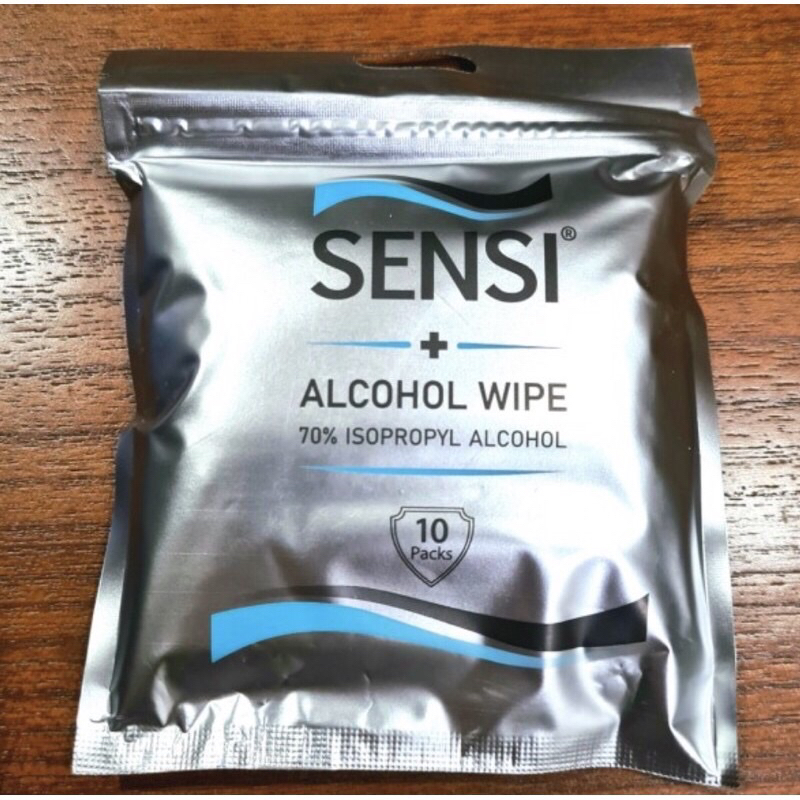 SENSI®
+
ALCOHOL WIPE
70% ISOPROPYL ALCOHOL
10
Packs